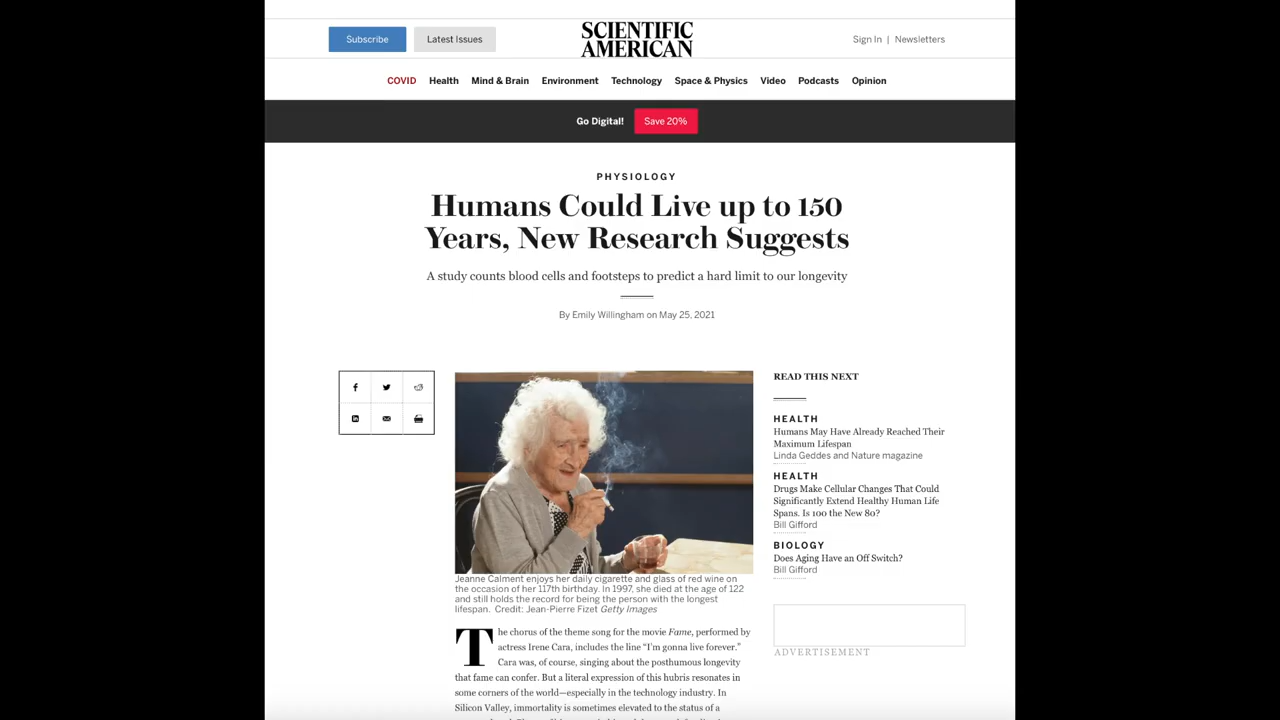 Subscribe
Latest Issues
SCIENTIFIC
AMERICAN
Sign In | Newsletters
COVID Health Mind & Brain Environment Technology Space & Physics Video Podcasts Opinion
Go Digital! Save 20%
PHYSIOLOGY
Humans Could Live up to 150
Years, New Research Suggests
A study counts blood cells and footsteps to predict a hard limit to our longevity
By Emily Willingham on May 25, 2021
Jeanne Calment enjoys her daily cigarette and glass of red wine on
the occasion of her 117th birthday. In 1997, she died at the age of 122
and still holds the record for being the person with the longest
lifespan. Credit: Jean-Pierre Fizet Getty Images
The chorus of the theme song for the movie Fame, performed by
actress Irene Cara, includes the line “I’m gonna live forever.”
Cara was, of course, singing about the posthumous longevity
that fame can confer. But a literal expression of this hubris resonates in
some corners of the world—especially in the technology industry. In
Silicon Valley, immortality is sometimes elevated to the status of a
READ THIS NEXT
HEALTH
Humans May Have Already Reached Their
Maximum Lifespan
Linda Geddes and Nature magazine
HEALTH
Drugs Make Cellular Changes That Could
Significantly Extend Healthy Human Life
Spans. Is 100 the New 80?
Bill Gifford
BIOLOGY
Does Aging Have an Off Switch?
Bill Gifford
ADVERTISEMENT